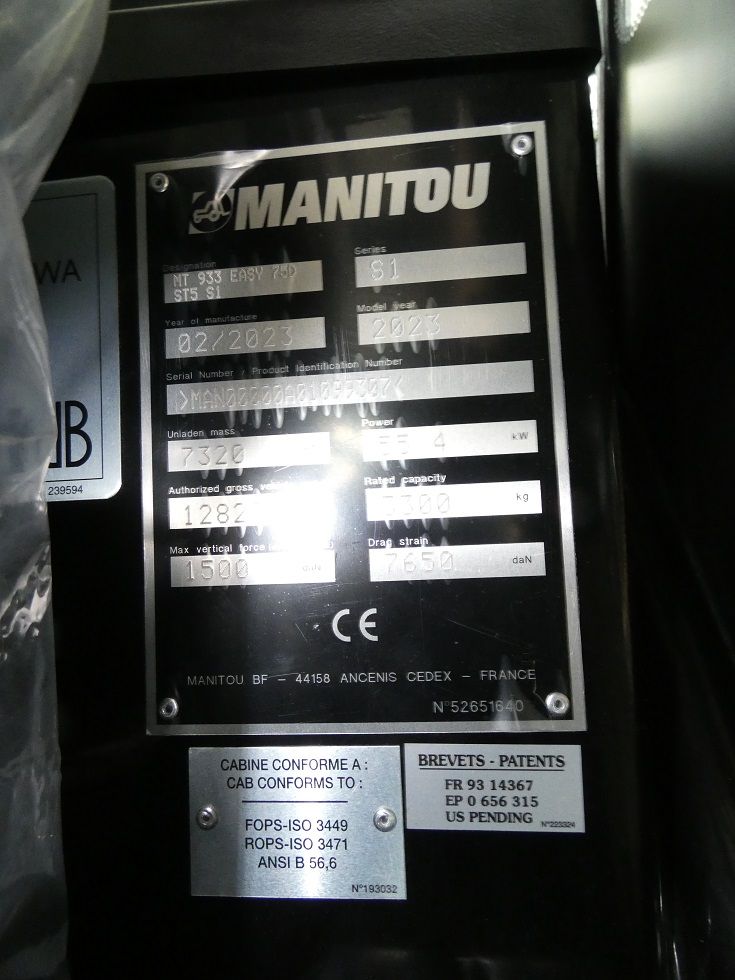 MANITOU
Designation
MT 933 EASY 75D
ST5 S1
Series
S1
Year of manufacture
02/2023
Model year
2023
Serial Number / Product Identification Number
Unladen mass
7320
Power
kW
Authorized gross
1282
Rated capacity
3300
kg
Max vertical force
1500
Drag strain
7650
daN
CE
MANITOU BF – 44158 ANCENIS CEDEX – FRANCE
N°52651640
WA
B
239594
CABINE CONFORME A :
CAB CONFORMS TO :
FOPS-ISO 3449
ROPS-ISO 3471
ANSI B 56,6
N°193032
BREVETS - PATENTS
FR 93 14367
EP 0 656 315
US PENDING
N°223324